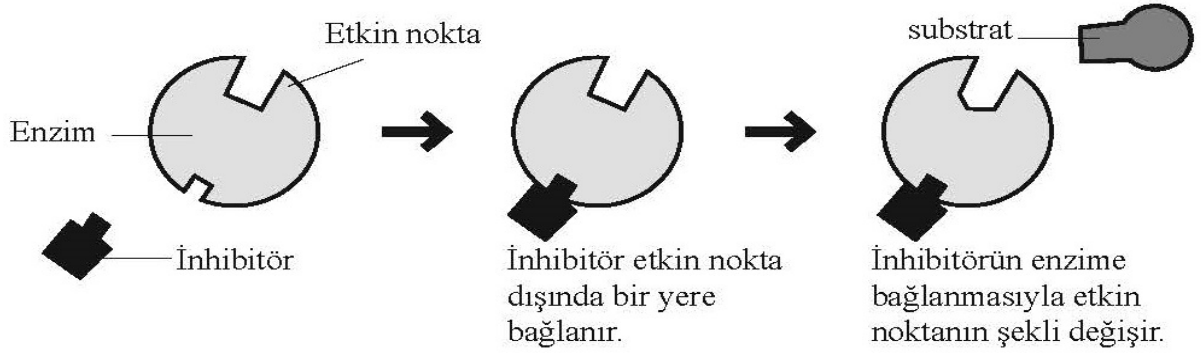 Etkin nokta
substrat
Enzim
İnhibitör
İnhibitör etkin nokta
dışında bir yere
bağlanır.
İnhibitörün enzime
bağlanmasıyla etkin
noktanın şekli değişir.